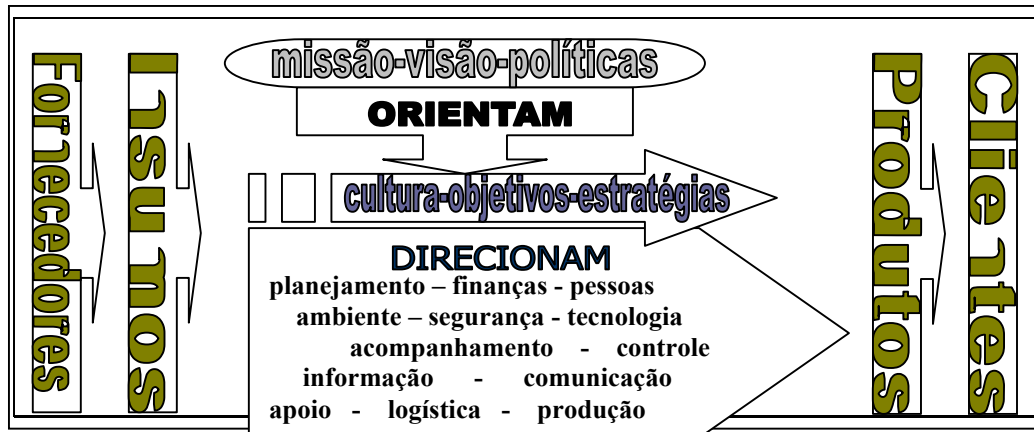 Fornecedores
Insumos
missão-visão-políticas
ORIENTAM
cultura-objetivos-estratégias
DIRECIONAM
planejamento – finanças - pessoas
ambiente – segurança - tecnologia
acompanhamento - controle
informação - comunicação
apoio - logística - produção
Produtos
Clientes